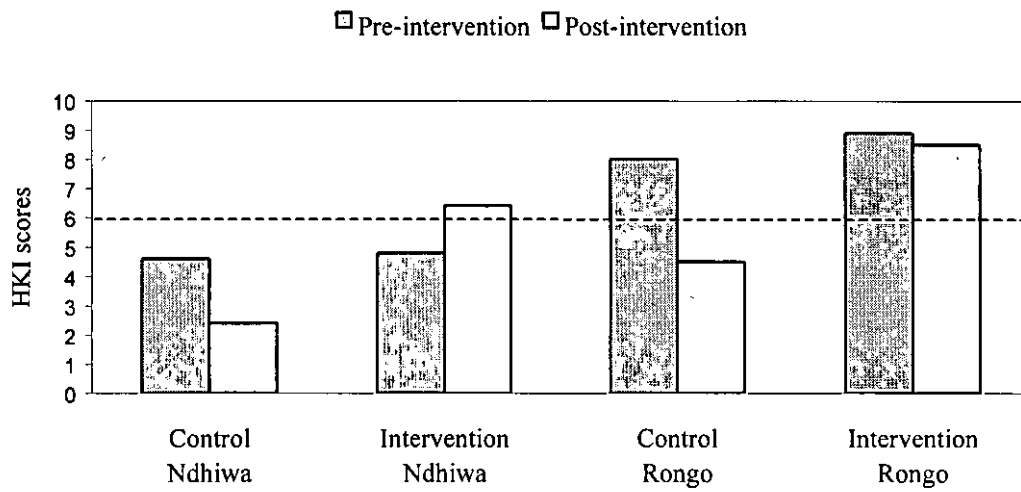 Pre-intervention Post-intervention
10
9
8
7
6
5
4
3
2
1
0
HKI scores
Control Ndhiwa
Intervention Ndhiwa
Control Rongo
Intervention Rongo